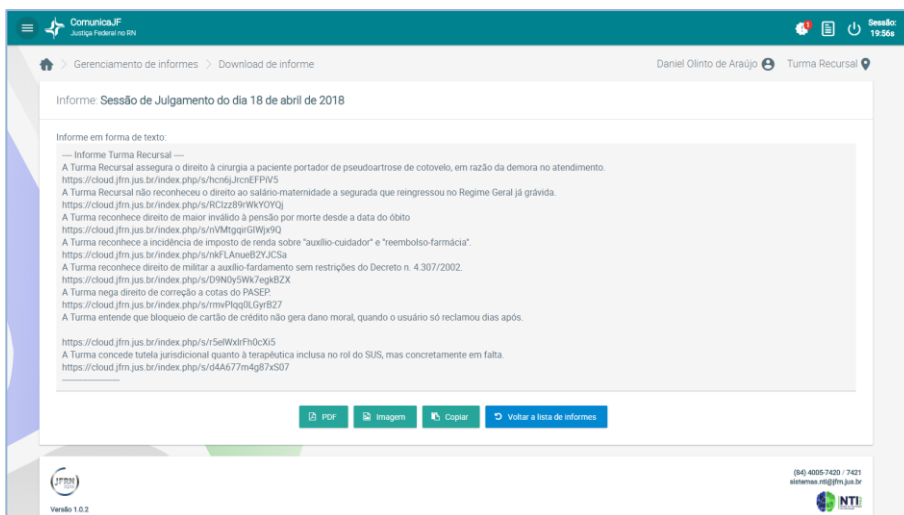 ComunicaJF
Justiça Federal no RN
1
Sessão:
19:56s
Gerenciamento de informes > Download de informe
Daniel Olinto de Araújo
Turma Recursal
Informe: Sessão de Julgamento do dia 18 de abril de 2018
Informe em forma de texto:
---- Informe Turma Recursal ----
A Turma Recursal assegura o direito à cirurgia a paciente portador de pseudoartrose de cotovelo, em razão da demora no atendimento.
https://cloud.jfrn.jus.br/index.php/s/hcn6jJrcnEFPiV5
A Turma Recursal não reconheceu o direito ao salário-maternidade a segurada que reingressou no Regime Geral já grávida.
https://cloud.jfrn.jus.br/index.php/s/RCIzz89rWkYOYQj
A Turma reconhece direito de maior inválido à pensão por morte desde a data do óbito
https://cloud.jfrn.jus.br/index.php/s/nVMtgqirGIWjx9Q
A Turma reconhece a incidência de imposto de renda sobre "auxílio-cuidador" e "reembolso-farmácia".
https://cloud.jfrn.jus.br/index.php/s/nkFLAnueB2YJCSa
A Turma reconhece direito de militar a auxílio-fardamento sem restrições do Decreto n. 4.307/2002.
https://cloud.jfrn.jus.br/index.php/s/D9N0y5Wk7egkBZX
A Turma nega direito de correção a cotas do PASEP.
https://cloud.jfrn.jus.br/index.php/s/rmvPIqq0LGyrB27
A Turma entende que bloqueio de cartão de crédito não gera dano moral, quando o usuário só reclamou dias após.
https://cloud.jfrn.jus.br/index.php/s/r5elWxIrFh0cXi5
A Turma concede tutela jurisdicional quanto à terapêutica inclusa no rol do SUS, mas concretamente em falta.
https://cloud.jfrn.jus.br/index.php/s/d4A677m4g87xS07
--------------------
PDF
Imagem
Copiar
Voltar a lista de informes
JFRN
Versão 1.0.2
(84) 4005-7420 / 7421
sistemas.nti@jfrn.jus.br
NTI